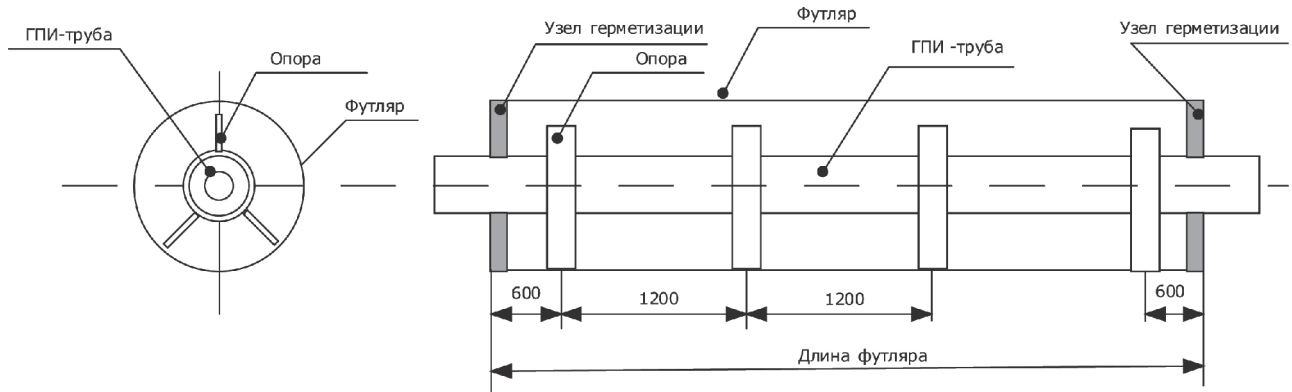 ГПИ-труба
Опора
Футляр
Узел герметизации
Футляр
ГПИ -труба
Опора
Узел герметизации
600
1200
1200
600
Длина футляра